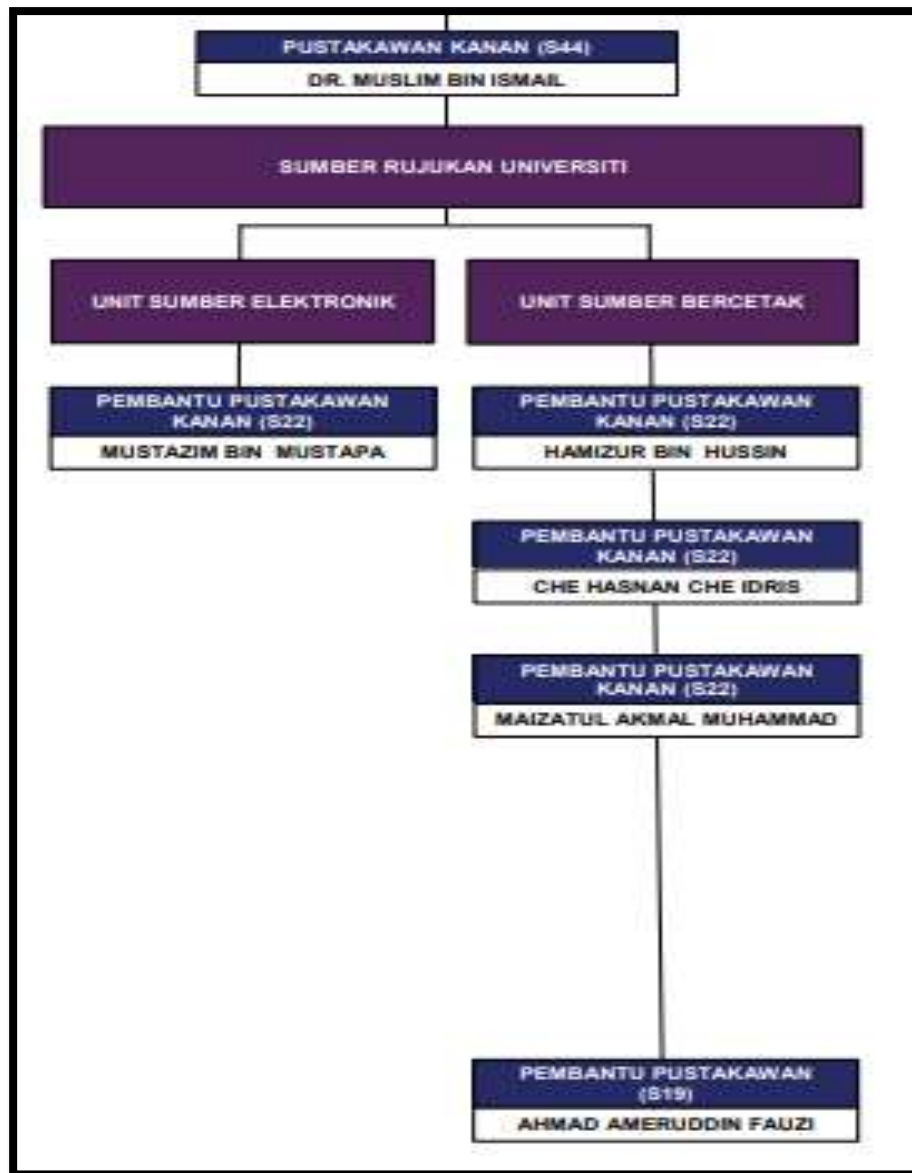 PUSTAKAWAN KANAN (S44)
DR. MUSLIM BIN ISMAIL
SUMBER RUJUKAN UNIVERSITI
UNIT SUMBER ELEKTRONIK
UNIT SUMBER BERCETAK
PEMBANTU PUSTAKAWAN
KANAN (S22)
MUSTAZIM BIN MUSTAPA
PEMBANTU PUSTAKAWAN
KANAN (S22)
HAMIZUR BIN HUSSIN
PEMBANTU PUSTAKAWAN
KANAN (S22)
CHE HASNAN CHE IDRIS
PEMBANTU PUSTAKAWAN
KANAN (S22)
MAIZATUL AKMAL MUHAMMAD
PEMBANTU PUSTAKAWAN
(S19)
AHMAD AMERUDDIN FAUZI